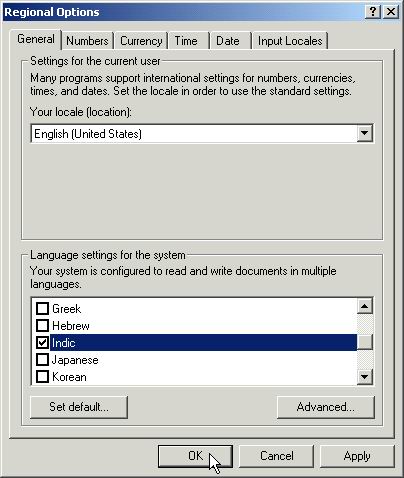 Regional Options
General Numbers Currency Time Date Input Locales
Settings for the current user
Many programs support international settings for numbers, currencies,
times, and dates. Set the locale in order to use the standard settings.
Your locale (location):
English (United States)
Language settings for the system
Your system is configured to read and write documents in multiple
languages.
Greek
Hebrew
Indic
Japanese
Korean
Set default... Advanced...
OK Cancel Apply